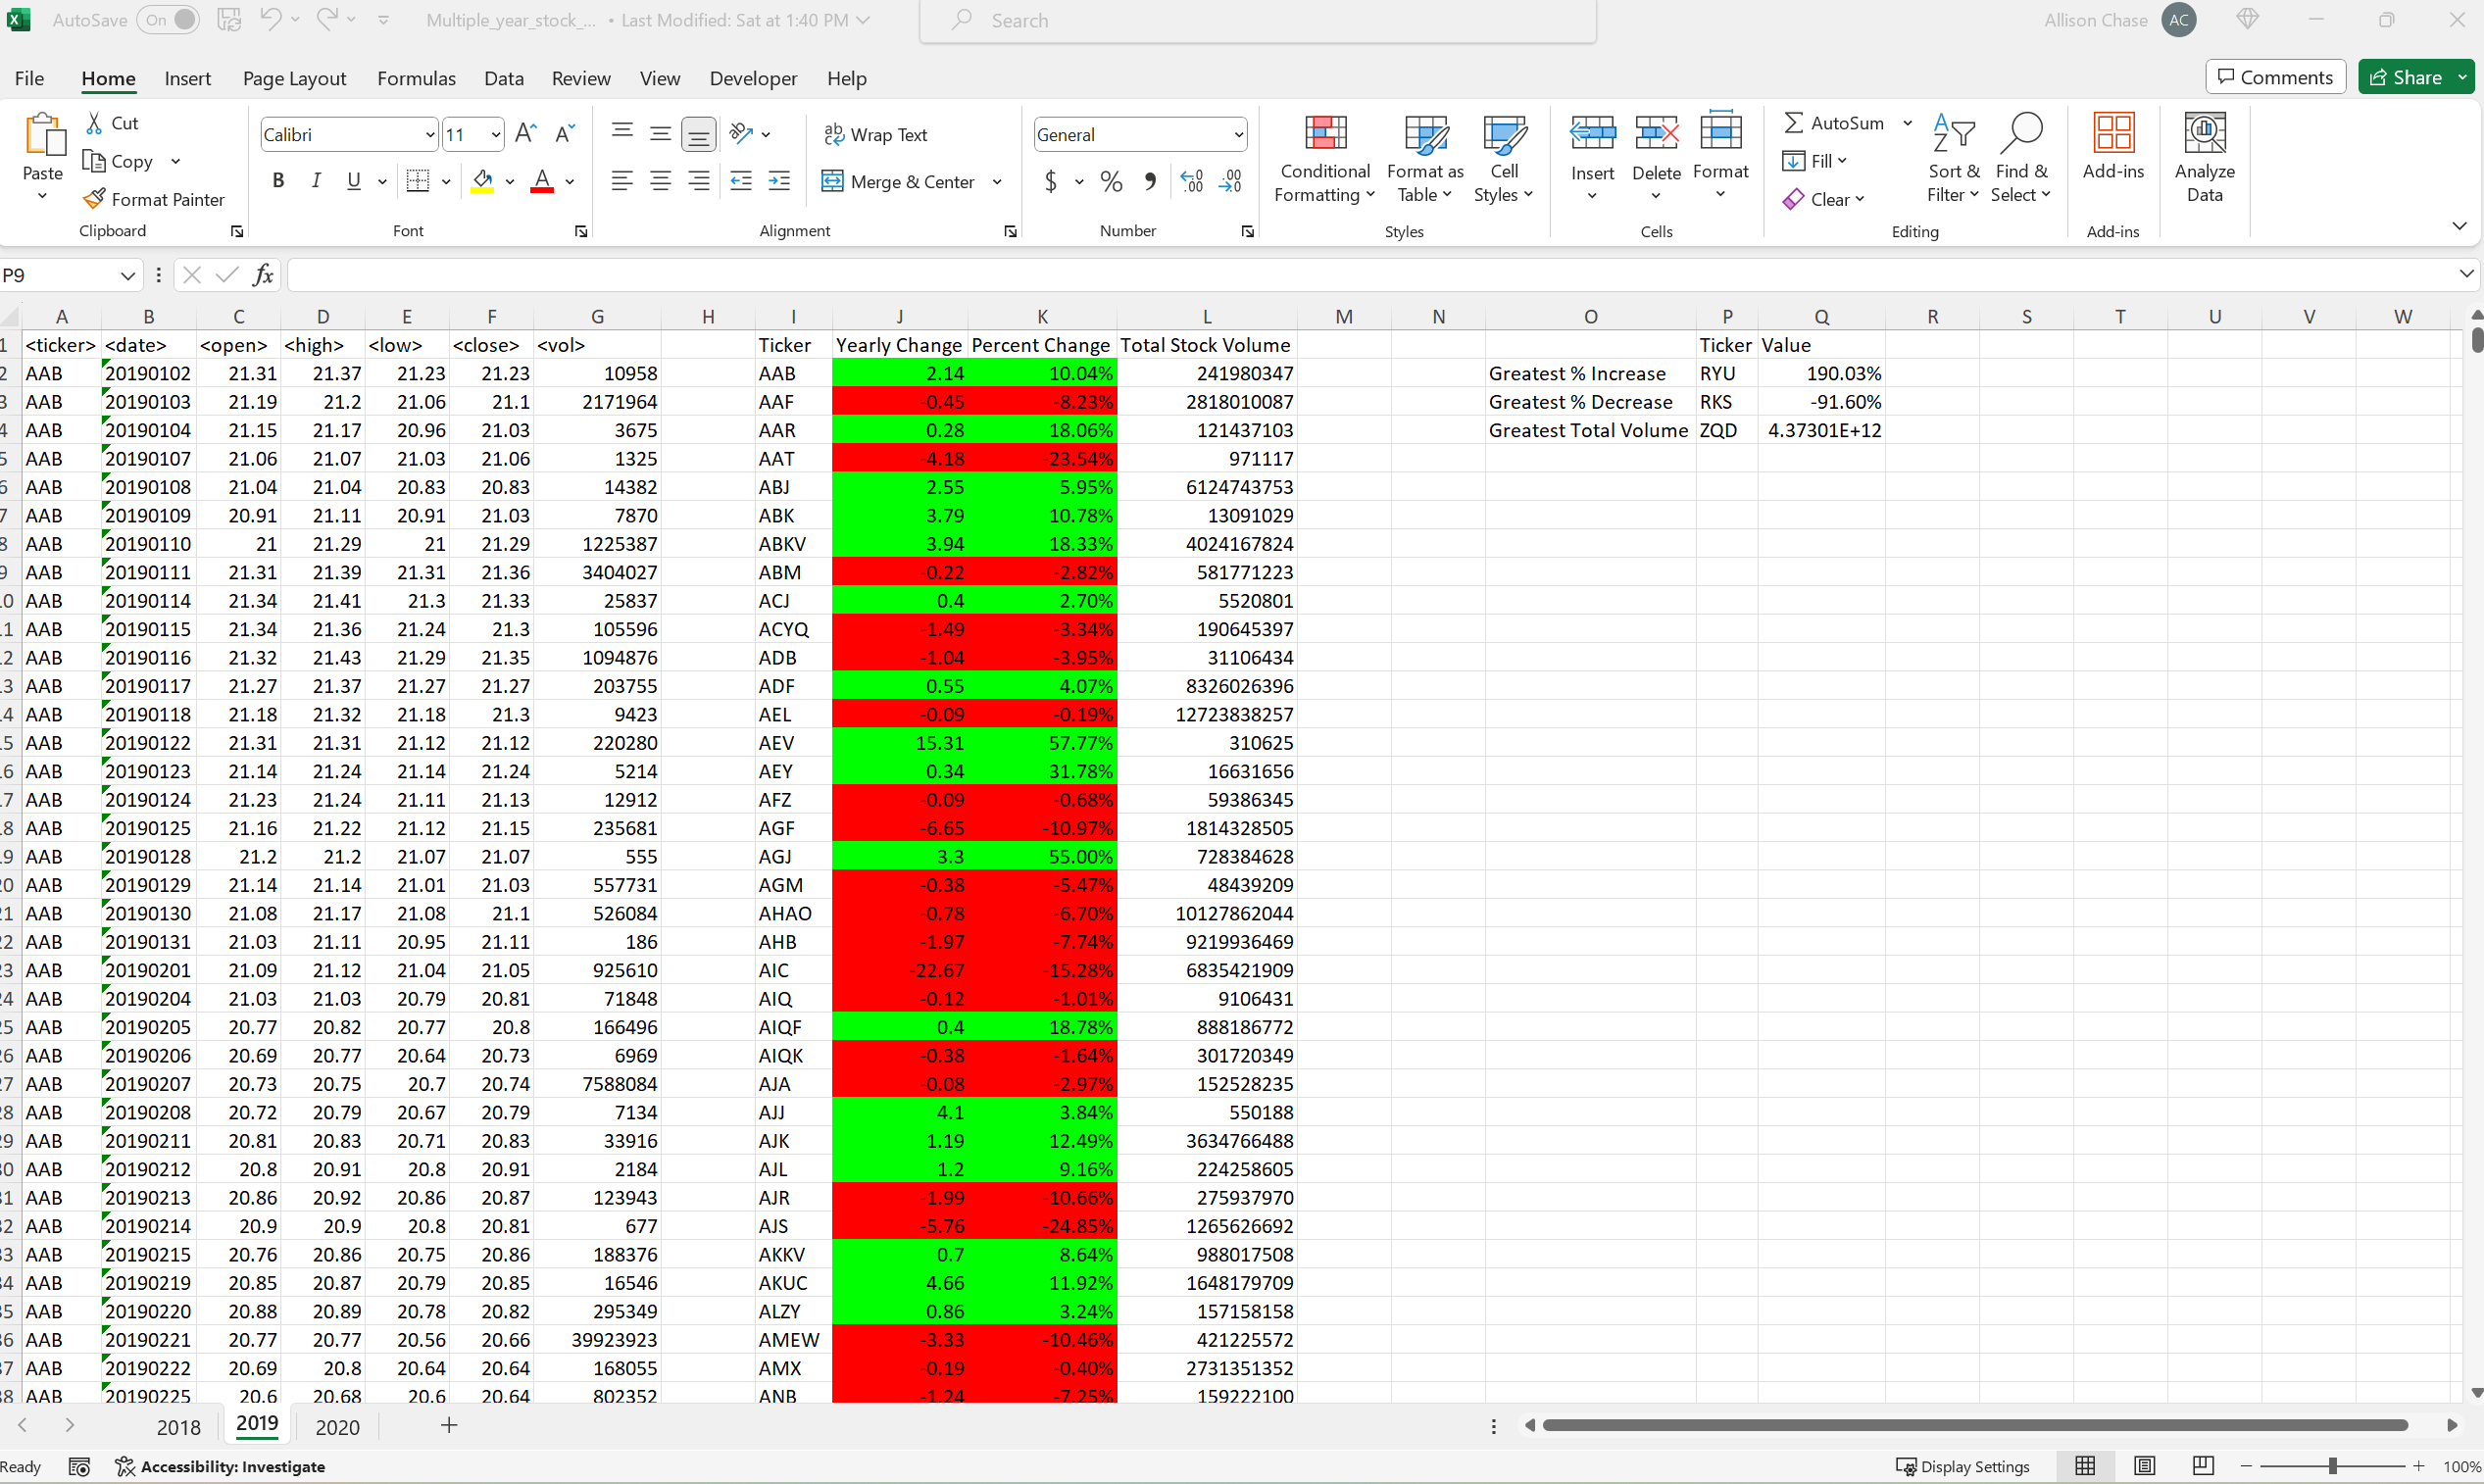 AutoSave On Multiple_year_stock_... • Last Modified: Sat at 1:40 PM Search Allison Chase AC
File Home Insert Page Layout Formulas Data Review View Developer Help Comments Share
Cut Calibri 11 A A ab Wrap Text General AutoSum
Paste Copy B I U A Merge & Center $ % 9 Conditional Formatting Format as Table Cell Styles Insert Delete Format Fill Sort & Filter Find & Select Add-ins Analyze Data
Format Painter Clear
Clipboard Font Alignment Number Styles Cells Editing Add-ins
P9 fx
A B C D E F G H I J K L M N O P Q R S T U V W
1 <ticker> <date> <open> <high> <low> <close> <vol> Ticker Yearly Change Percent Change Total Stock Volume Ticker Value
2 AAB 20190102 21.31 21.37 21.23 21.23 10958 AAB 2.14 10.04% 241980347 Greatest % Increase RYU 190.03%
3 AAB 20190103 21.19 21.2 21.06 21.1 2171964 AAF -0.45 -8.23% 2818010087 Greatest % Decrease RKS -91.60%
4 AAB 20190104 21.15 21.17 20.96 21.03 3675 AAR 0.28 18.06% 121437103 Greatest Total Volume ZQD 4.37301E+12
5 AAB 20190107 21.06 21.07 21.03 21.06 1325 AAT -4.18 -23.54% 971117
6 AAB 20190108 21.04 21.04 20.83 20.83 14382 ABJ 2.55 5.95% 6124743753
7 AAB 20190109 20.91 21.11 20.91 21.03 7870 ABK 3.79 10.78% 13091029
8 AAB 20190110 21 21.29 21 21.29 1225387 ABKV 3.94 18.33% 4024167824
9 AAB 20190111 21.31 21.39 21.31 21.36 3404027 ABM -0.22 -2.82% 581771223
0 AAB 20190114 21.34 21.41 21.3 21.33 25837 ACJ 0.4 2.70% 5520801
1 AAB 20190115 21.34 21.36 21.24 21.3 105596 ACYQ -1.49 -3.34% 190645397
2 AAB 20190116 21.32 21.43 21.29 21.35 1094876 ADB -1.04 -3.95% 31106434
3 AAB 20190117 21.27 21.37 21.27 21.27 203755 ADF 0.55 4.07% 8326026396
4 AAB 20190118 21.18 21.32 21.18 21.3 9423 AEL -0.09 -0.19% 12723838257
5 AAB 20190122 21.31 21.31 21.12 21.12 220280 AEV 15.31 57.77% 310625
6 AAB 20190123 21.14 21.24 21.14 21.24 5214 AEY 0.34 31.78% 16631656
7 AAB 20190124 21.23 21.24 21.11 21.13 12912 AFZ -0.09 -0.68% 59386345
8 AAB 20190125 21.16 21.22 21.12 21.15 235681 AGF -6.65 -10.97% 1814328505
9 AAB 20190128 21.2 21.2 21.07 21.07 555 AGJ 3.3 55.00% 728384628
20 AAB 20190129 21.14 21.14 21.01 21.03 557731 AGM -0.38 -5.47% 48439209
21 AAB 20190130 21.08 21.17 21.08 21.1 526084 AHAO -0.78 -6.70% 10127862044
22 AAB 20190131 21.03 21.11 20.95 21.11 186 AHB -1.97 -7.74% 9219936469
23 AAB 20190201 21.09 21.12 21.04 21.05 925610 AIC -22.67 -15.28% 6835421909
24 AAB 20190204 21.03 21.03 20.79 20.81 71848 AIQ -0.12 -1.01% 9106431
25 AAB 20190205 20.77 20.82 20.77 20.8 166496 AIQF 0.4 18.78% 888186772
26 AAB 20190206 20.69 20.77 20.64 20.73 6969 AIQK -0.38 -1.64% 301720349
27 AAB 20190207 20.73 20.75 20.7 20.74 7588084 AJA -0.08 -2.97% 152528235
28 AAB 20190208 20.72 20.79 20.67 20.79 7134 AJJ 4.1 3.84% 550188
29 AAB 20190211 20.81 20.83 20.71 20.83 33916 AJK 1.19 12.49% 3634766488
30 AAB 20190212 20.8 20.91 20.8 20.91 2184 AJL 1.2 9.16% 224258605
31 AAB 20190213 20.86 20.92 20.86 20.87 123943 AJR -1.99 -10.66% 275937970
32 AAB 20190214 20.9 20.9 20.8 20.81 677 AJS -5.76 -24.85% 1265626692
33 AAB 20190215 20.76 20.86 20.75 20.86 188376 AKKV 0.7 8.64% 988017508
34 AAB 20190219 20.85 20.87 20.79 20.85 16546 AKUC 4.66 11.92% 1648179709
35 AAB 20190220 20.88 20.89 20.78 20.82 295349 ALZY 0.86 3.24% 157158158
36 AAB 20190221 20.77 20.77 20.56 20.66 39923923 AMEW -3.33 -10.46% 421225572
37 AAB 20190222 20.69 20.8 20.64 20.64 168055 AMX -0.19 -0.40% 2731351352
38 AAB 20190225 20.6 20.68 20.6 20.64 802352 ANB -1.24 -7.25% 159222100
2018 2019 2020 +
Ready Accessibility: Investigate Display Settings 100%